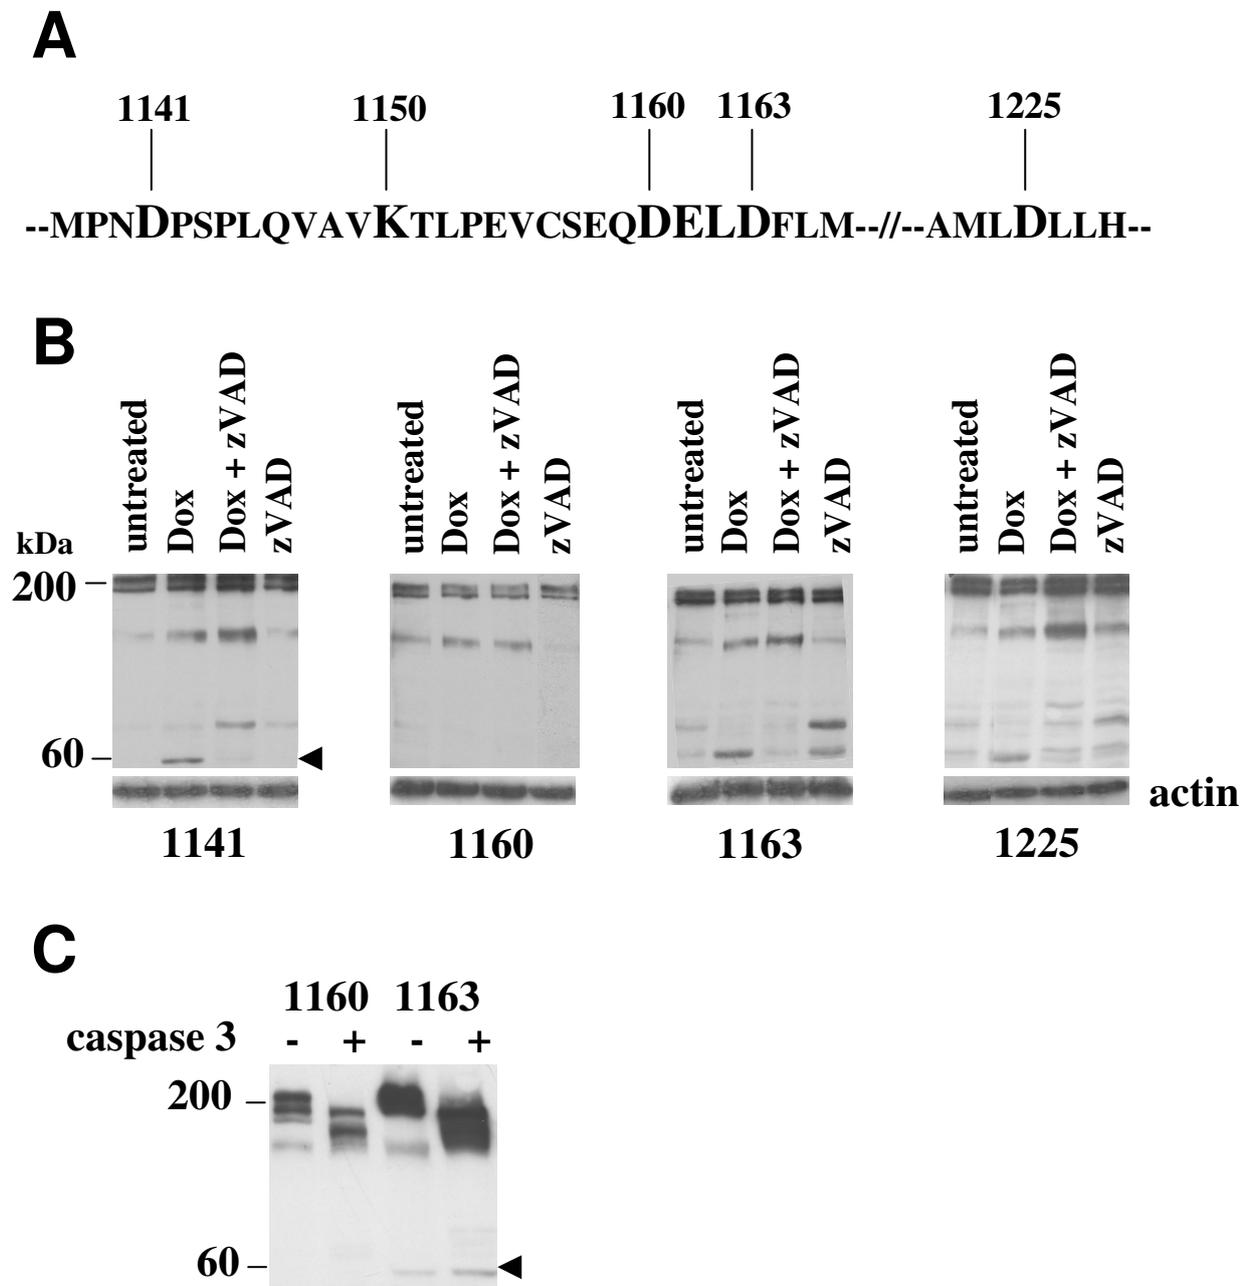 A
1141 1150 1160 1163 1225
--MPNDPSPLQVAVKTLPEVCSEQDELDFLM--//--AMLDLLH--
B
untreated Dox Dox + zVAD zVAD untreated Dox Dox + zVAD zVAD untreated Dox Dox + zVAD zVAD untreated Dox Dox + zVAD zVAD
kDa
200
60
actin
1141 1160 1163 1225
C
1160 1163
caspase 3 - + - +
200
60